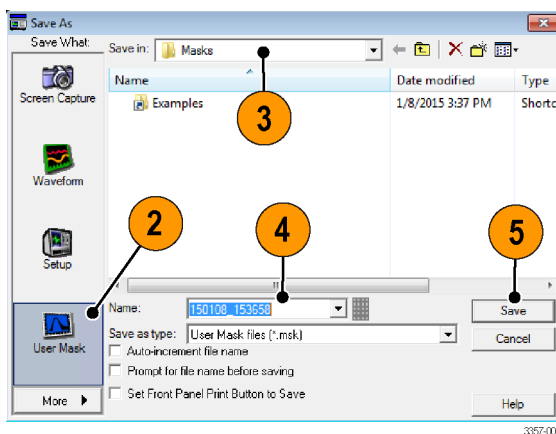 Save As
Save What:
Save in: Masks
Name Date modified Type
Screen Capture
Examples 1/8/2015 3:37 PM Shortc
3
Waveform
2 4 5
Setup
Name: 150108_153658 Save
Save as type: User Mask files (*.msk) Cancel
User Mask
Auto-increment file name
Prompt for file name before saving
More Set Front Panel Print Button to Save
Help
3357-00